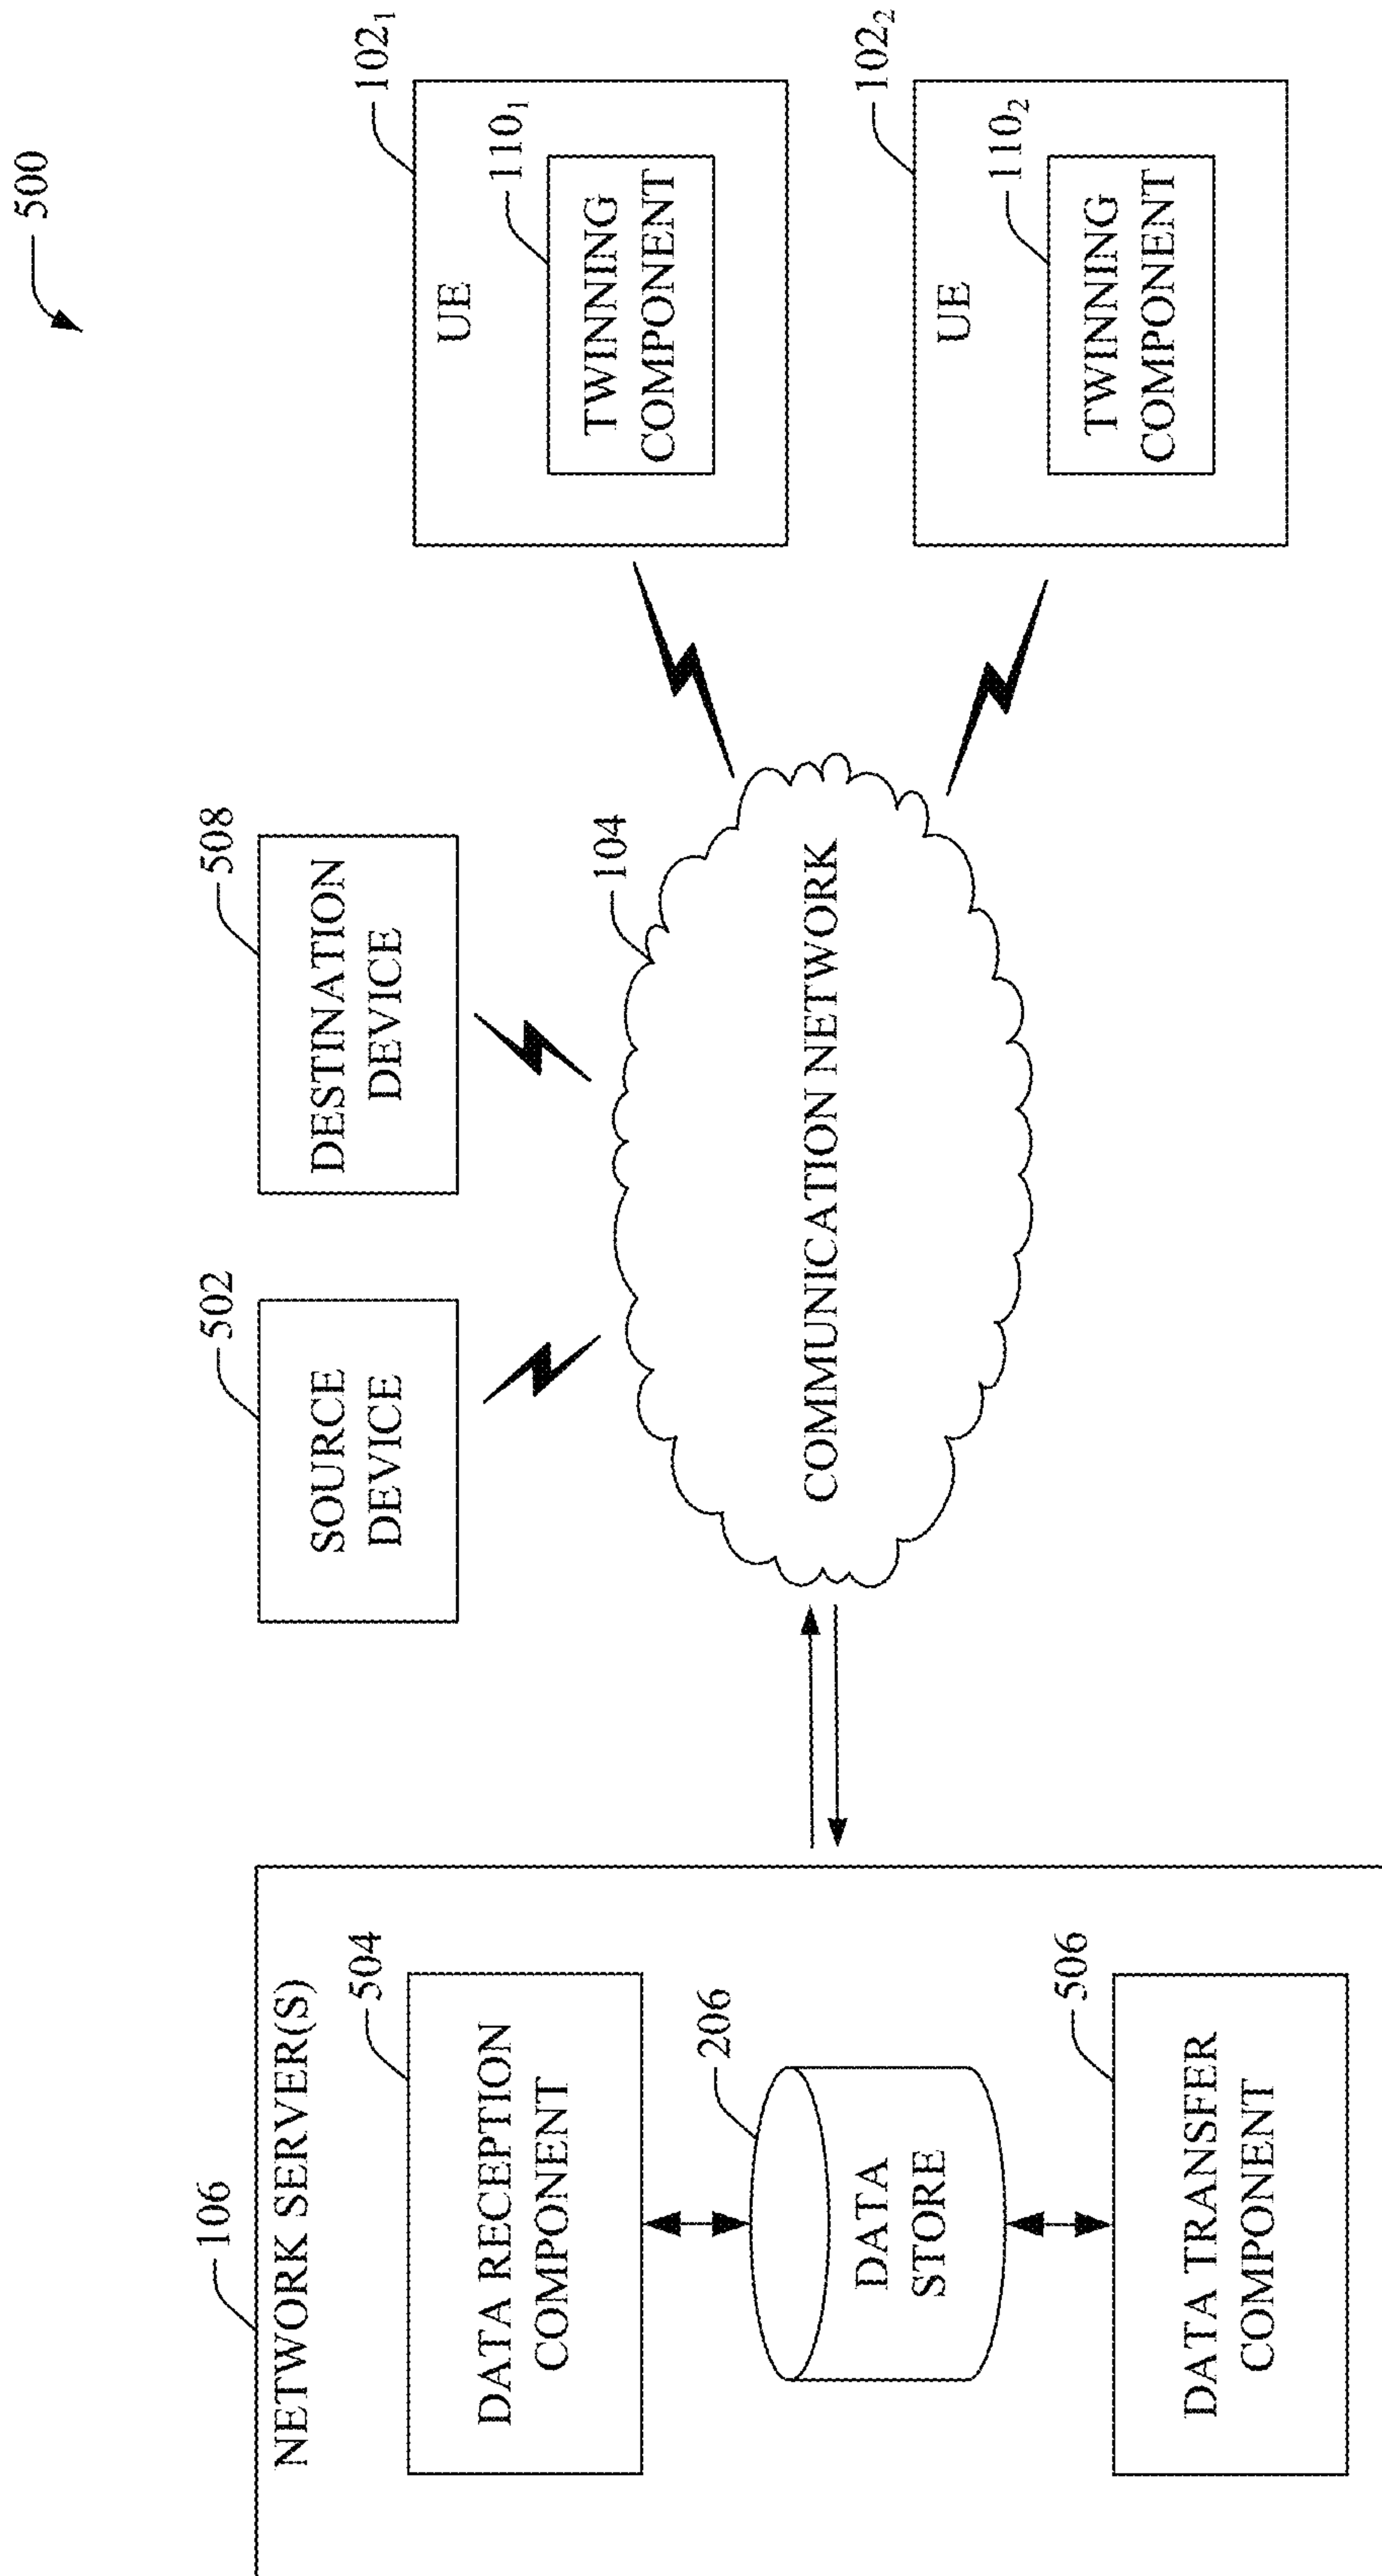 500
106
NETWORK SERVER(S)
504
DATA RECEPTION
COMPONENT
206
DATA
STORE
506
DATA TRANSFER
COMPONENT
502
SOURCE
DEVICE
508
DESTINATION
DEVICE
104
COMMUNICATION NETWORK
102₁
UE
110₁
TWINNING
COMPONENT
102₂
UE
110₂
TWINNING
COMPONENT